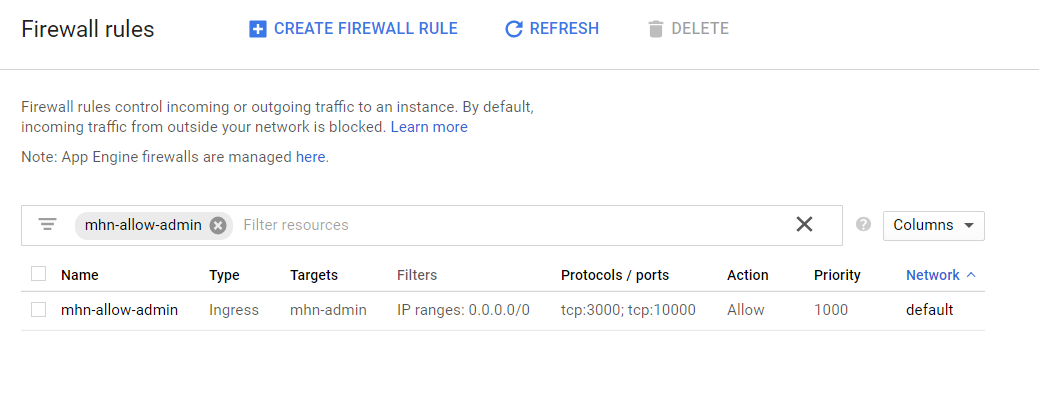 Firewall rules CREATE FIREWALL RULE REFRESH DELETE
Firewall rules control incoming or outgoing traffic to an instance. By default,
incoming traffic from outside your network is blocked. Learn more
Note: App Engine firewalls are managed here.
mhn-allow-admin Filter resources ? Columns
Name Type Targets Filters Protocols / ports Action Priority Network
mhn-allow-admin Ingress mhn-admin IP ranges: 0.0.0.0/0 tcp:3000; tcp:10000 Allow 1000 default